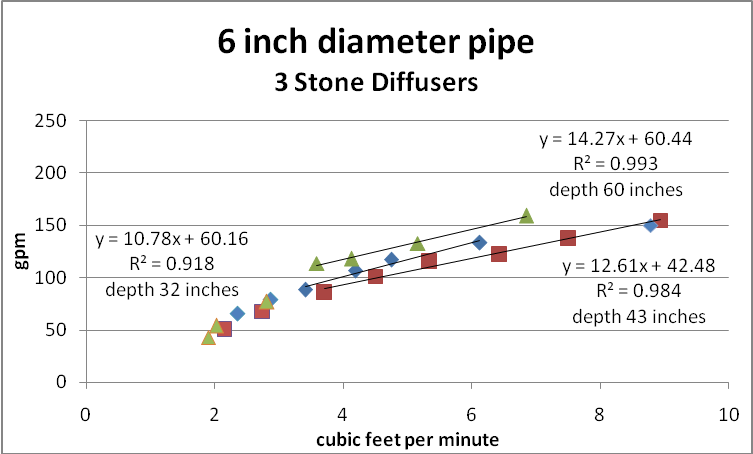 6 inch diameter pipe
3 Stone Diffusers
250
200
150
100
50
0
gpm
y = 14.27x + 60.44
R² = 0.993
depth 60 inches
y = 10.78x + 60.16
R² = 0.918
depth 32 inches
y = 12.61x + 42.48
R² = 0.984
depth 43 inches
0 2 4 6 8 10
cubic feet per minute